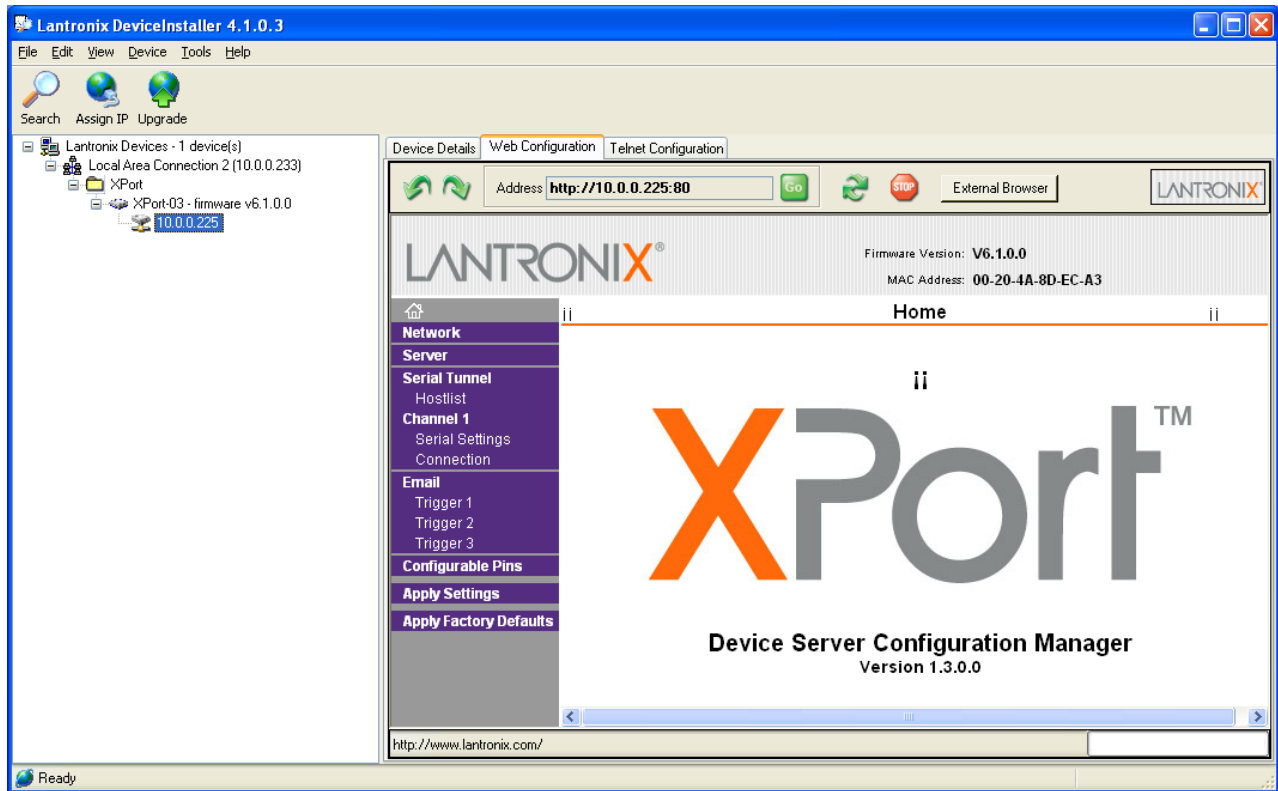 Lantronix DeviceInstaller 4.1.0.3
File Edit View Device Tools Help
Search Assign IP Upgrade
Lantronix Devices - 1 device(s)
Local Area Connection 2 (10.0.0.233)
XPort
XPort-03 - firmware v6.1.0.0
10.0.0.225
Device Details Web Configuration Telnet Configuration
Address http://10.0.0.225:80 Go STOP External Browser LANTRONIX®
LANTRONIX®
Firmware Version: V6.1.0.0
MAC Address: 00-20-4A-8D-EC-A3
Network
Server
Serial Tunnel
Hostlist
Channel 1
Serial Settings
Connection
Email
Trigger 1
Trigger 2
Trigger 3
Configurable Pins
Apply Settings
Apply Factory Defaults
¡¡ Home ¡¡
¡¡
XPort™
Device Server Configuration Manager
Version 1.3.0.0
http://www.lantronix.com/
Ready